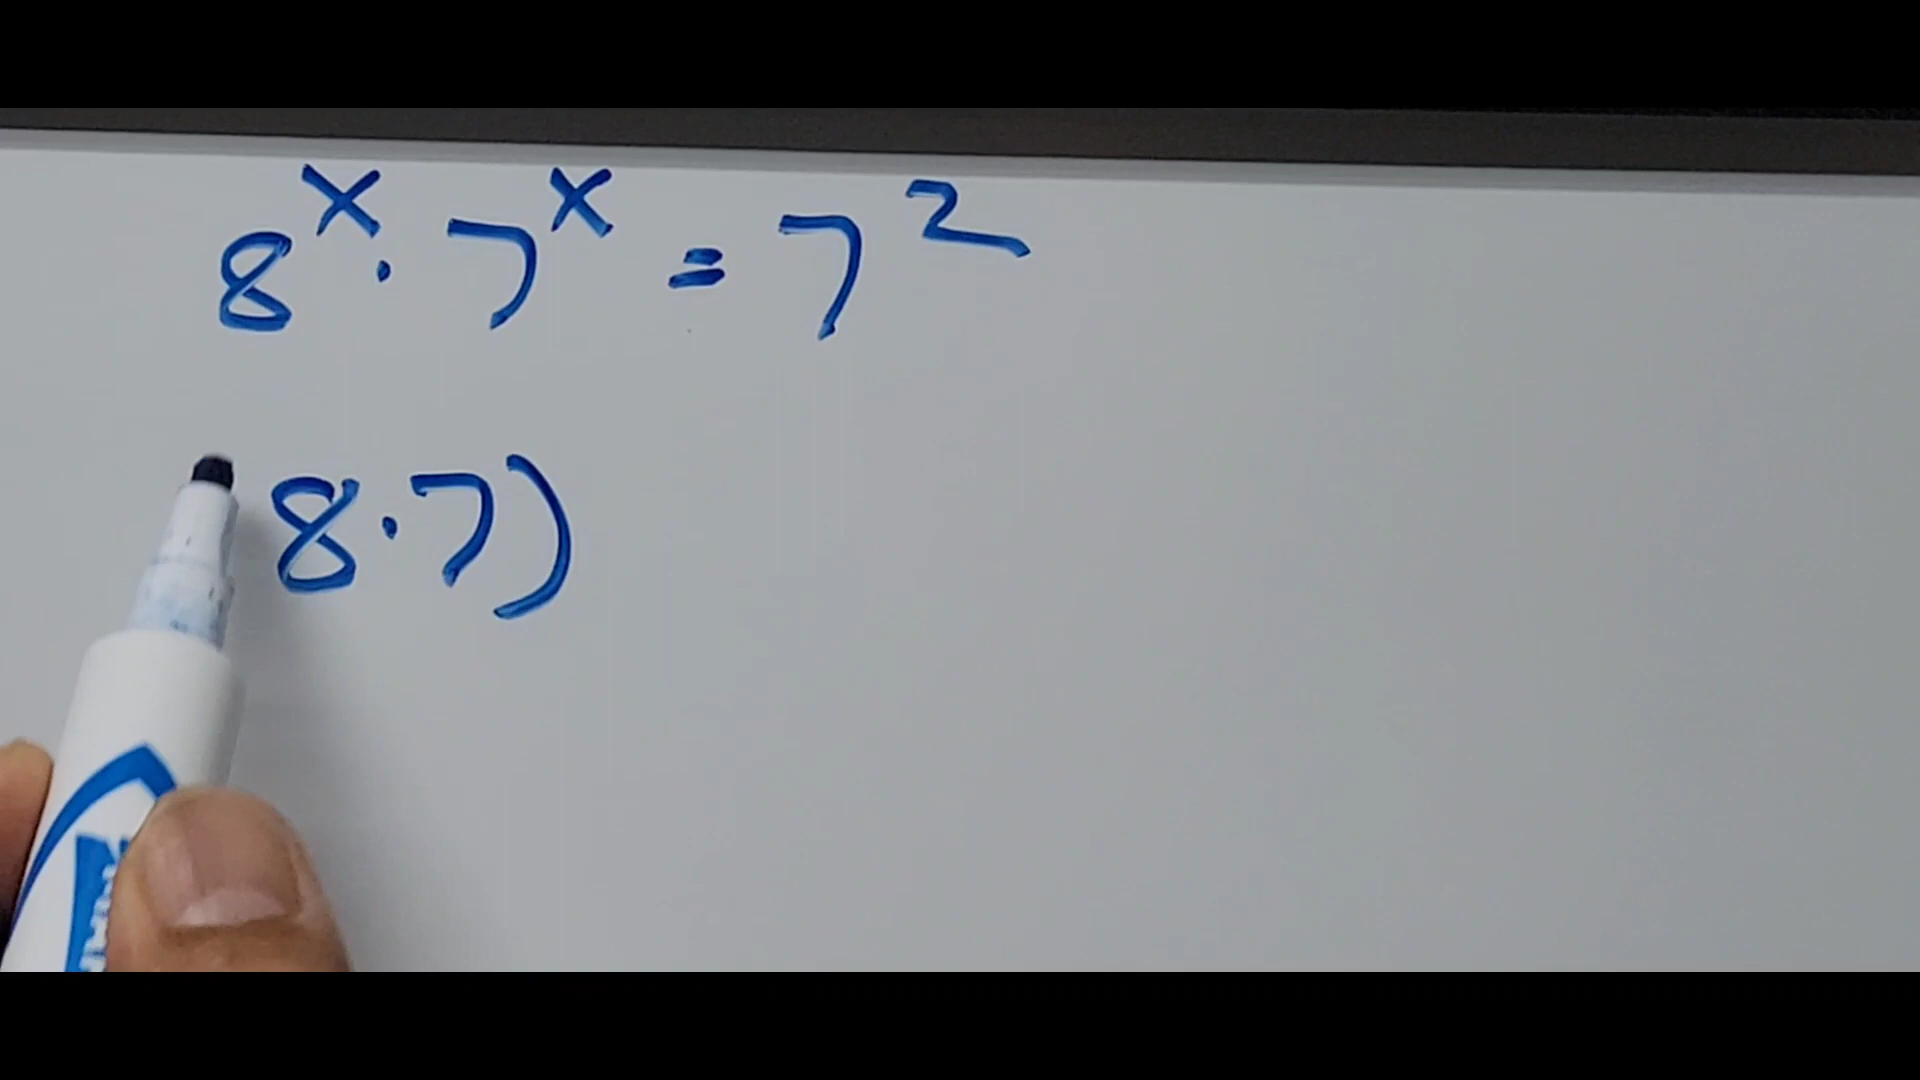 8^x · 7^x = 7^2
8 · 7)